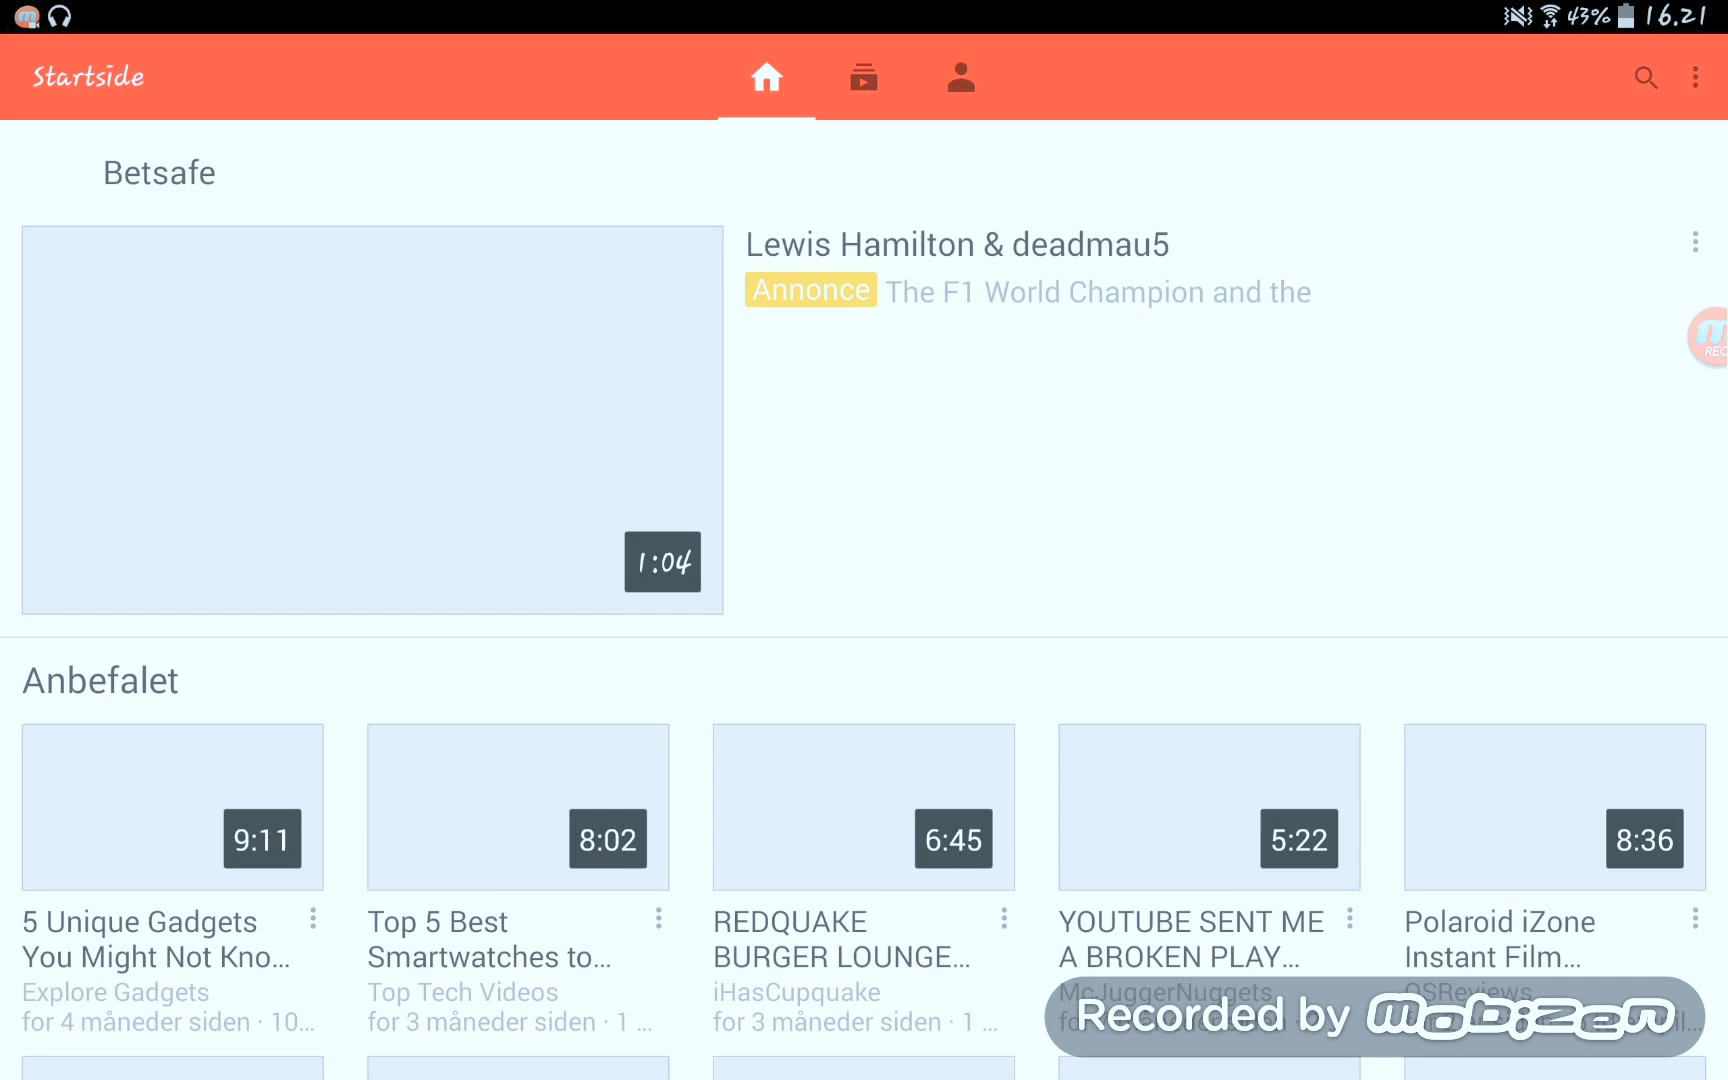 43% 16.21
Startside
Betsafe
1:04
Lewis Hamilton & deadmau5
Annonce The F1 World Champion and the
REC
Anbefalet
9:11
8:02
6:45
5:22
8:36
5 Unique Gadgets
You Might Not Kno...
Explore Gadgets
for 4 måneder siden · 10...
Top 5 Best
Smartwatches to...
Top Tech Videos
for 3 måneder siden · 1 ...
REDQUAKE
BURGER LOUNGE...
iHasCupquake
for 3 måneder siden · 1 ...
YOUTUBE SENT ME
A BROKEN PLAY...
McJuggerNuggets
Polaroid iZone
Instant Film...
OSReviews
Recorded by mobizen